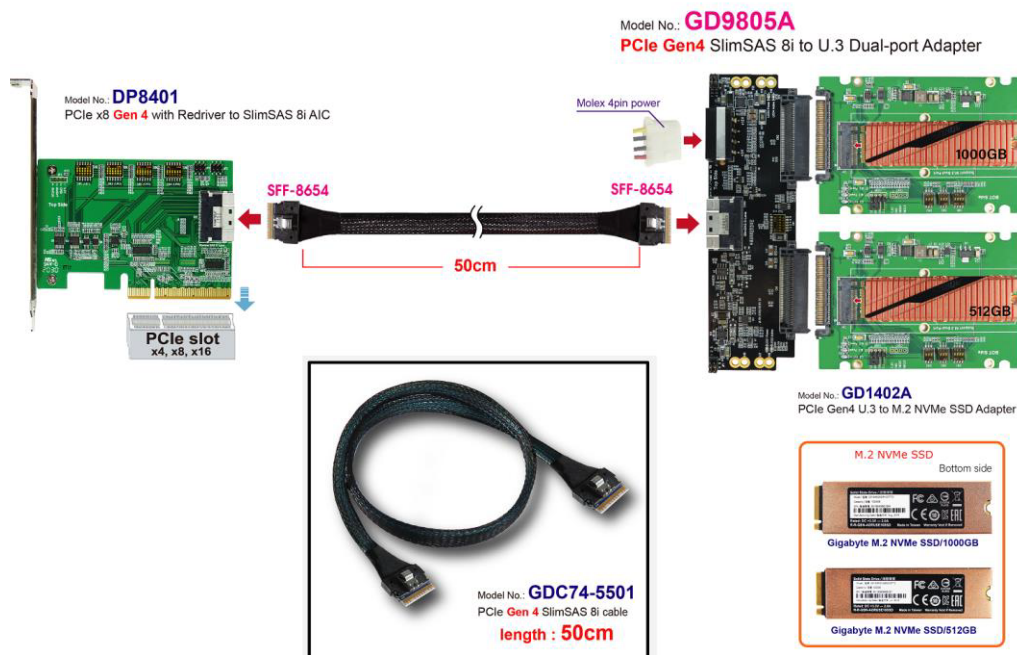 Model No.: GD9805A
PCIe Gen4 SlimSAS 8i to U.3 Dual-port Adapter
Model No.: DP8401
PCIe x8 Gen 4 with Redriver to SlimSAS 8i AIC
Molex 4pin power
SFF-8654
SFF-8654
50cm
1000GB
512GB
Top Side
PCIe slot
x4, x8, x16
Model No.: GD1402A
PCIe Gen4 U.3 to M.2 NVMe SSD Adapter
M.2 NVMe SSD
Bottom side
Gigabyte M.2 NVMe SSD/1000GB
Gigabyte M.2 NVMe SSD/512GB
Model No.: GDC74-5501
PCIe Gen 4 SlimSAS 8i cable
length : 50cm